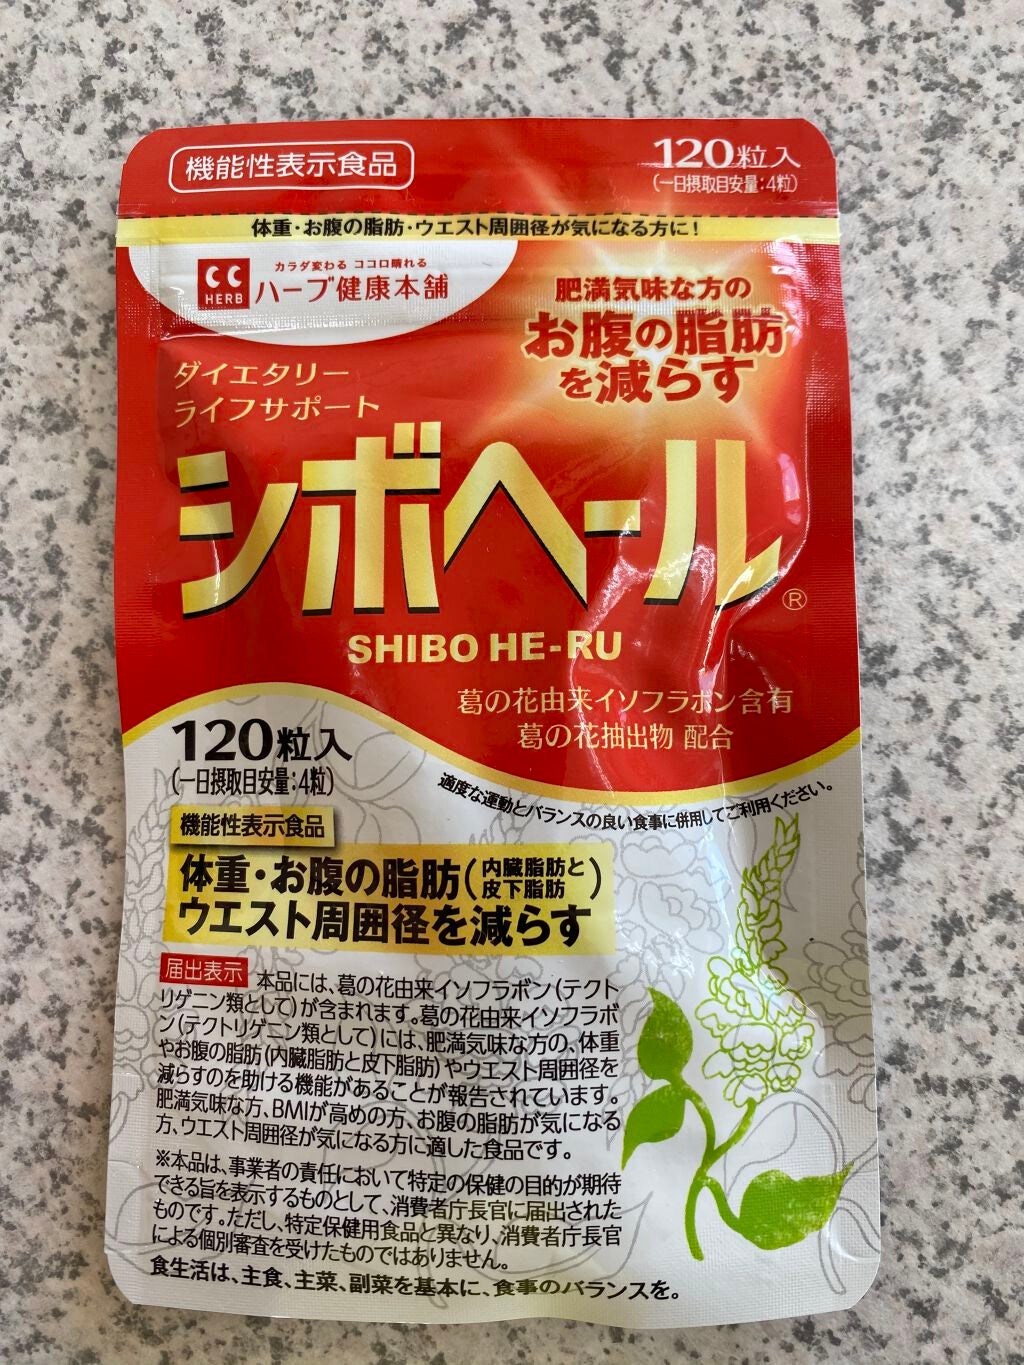 機能性表示食品
120粒入
(一日摂取目安量:4粒)
体重・お腹の脂肪・ウエスト周囲径が気になる方に!
HERB
カラダ変わる ココロ晴れる
ハーブ健康本舗
肥満気味な方の
お腹の脂肪
を減らす
ダイエタリー
ライフサポート
シボヘール®
SHIBO HE-RU
葛の花由来イソフラボン含有
葛の花抽出物 配合
120粒入
(一日摂取目安量:4粒)
適度な運動とバランスの良い食事に併用してご利用ください。
機能性表示食品
体重・お腹の脂肪(内臓脂肪と
皮下脂肪)
ウエスト周囲径を減らす
届出表示 本品には、葛の花由来イソフラボン(テクト
リゲニン類として)が含まれます。葛の花由来イソフラボ
ン(テクトリゲニン類として)には、肥満気味な方の、体重
やお腹の脂肪(内臓脂肪と皮下脂肪)やウエスト周囲径を
減らすのを助ける機能があることが報告されています。
肥満気味な方、BMIが高めの方、お腹の脂肪が気になる
方、ウエスト周囲径が気になる方に適した食品です。
※本品は、事業者の責任において特定の保健の目的が期待
できる旨を表示するものとして、消費者庁長官に届出された
ものです。ただし、特定保健用食品と異なり、消費者庁長官
による個別審査を受けたものではありません。
食生活は、主食、主菜、副菜を基本に、食事のバランスを。